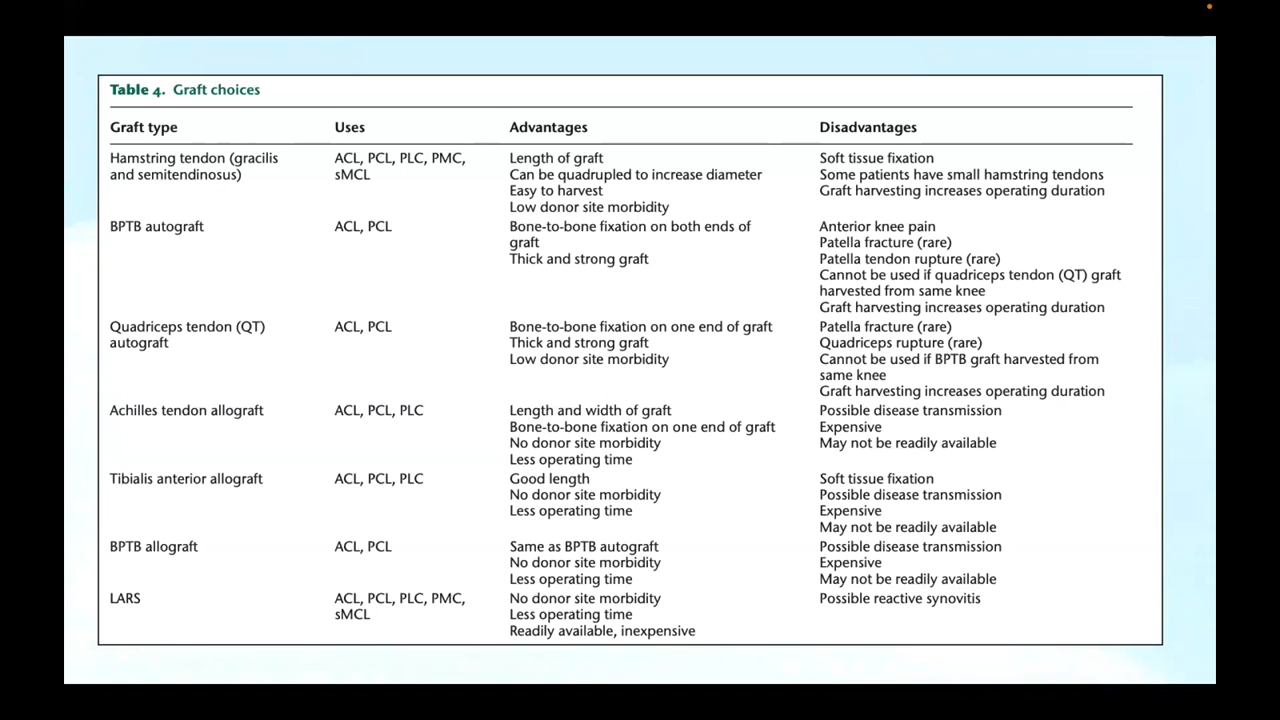 Table 4. Graft choices
Graft type Uses Advantages Disadvantages
Hamstring tendon (gracilis ACL, PCL, PLC, PMC, Length of graft Soft tissue fixation
and semitendinosus) sMCL Can be quadrupled to increase diameter Some patients have small hamstring tendons
Easy to harvest Graft harvesting increases operating duration
Low donor site morbidity
BPTB autograft ACL, PCL Bone-to-bone fixation on both ends of Anterior knee pain
graft Patella fracture (rare)
Thick and strong graft Patella tendon rupture (rare)
Cannot be used if quadriceps tendon (QT) graft
harvested from same knee
Graft harvesting increases operating duration
Quadriceps tendon (QT) ACL, PCL Bone-to-bone fixation on one end of graft Patella fracture (rare)
autograft Thick and strong graft Quadriceps rupture (rare)
Low donor site morbidity Cannot be used if BPTB graft harvested from
same knee
Graft harvesting increases operating duration
Achilles tendon allograft ACL, PCL, PLC Length and width of graft Possible disease transmission
Bone-to-bone fixation on one end of graft Expensive
No donor site morbidity May not be readily available
Less operating time
Tibialis anterior allograft ACL, PCL, PLC Good length Soft tissue fixation
No donor site morbidity Possible disease transmission
Less operating time Expensive
May not be readily available
BPTB allograft ACL, PCL Same as BPTB autograft Possible disease transmission
No donor site morbidity Expensive
Less operating time May not be readily available
LARS ACL, PCL, PLC, PMC, No donor site morbidity Possible reactive synovitis
sMCL Less operating time
Readily available, inexpensive